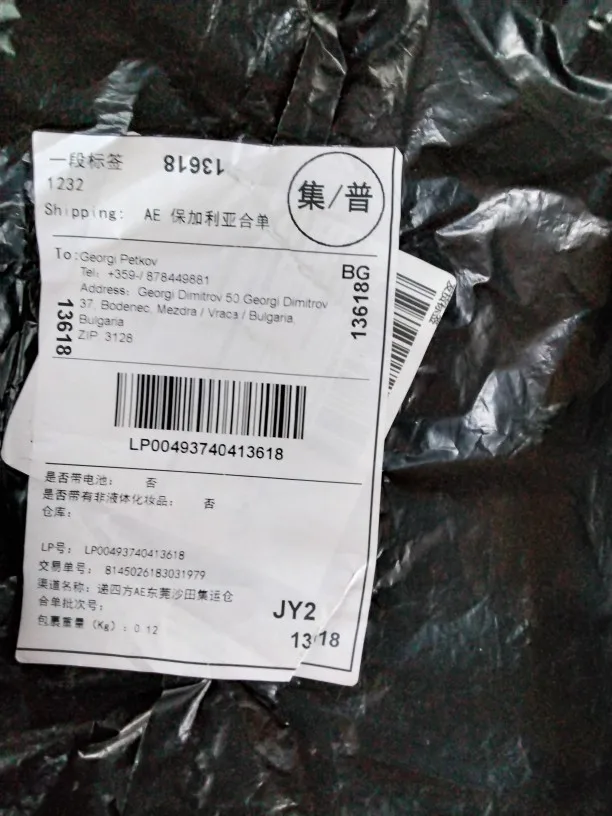 一段标签
13618
1232
集/普
Shipping: AE 保加利亚合单
To: Georgi Petkov
Tel: +359-/ 878449881
BG
Address: Georgi Dimitrov 50,Georgi Dimitrov
37, Bodenec, Mezdra / Vraca / Bulgaria,
Bulgaria
ZIP 3128
13618
13618G
LP00493740413618
是否带电池: 否
是否带有非液体化妆品: 否
仓库:
LP号: LP00493740413618
交易单号: 8145026183031979
渠道名称: 递四方AE东莞沙田集运仓
合单批次号:
包裹重量 (Kg) : 0.12
JY2
18